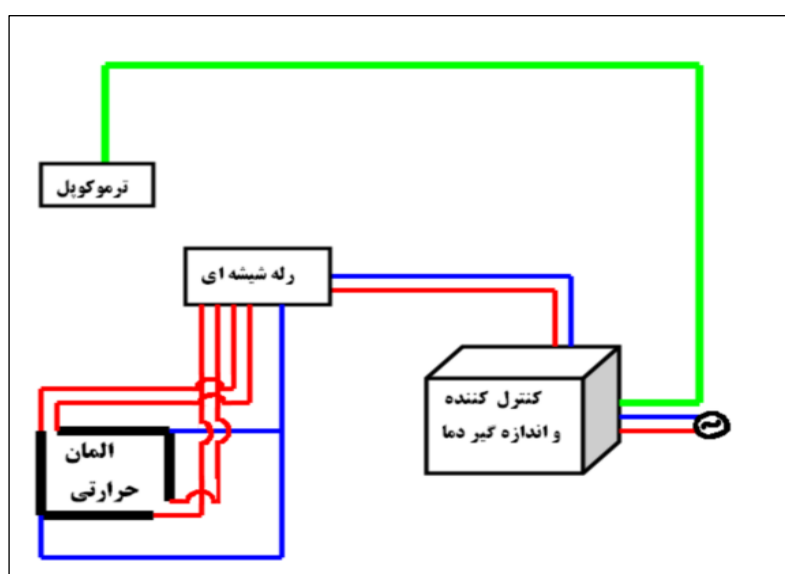 ترموکوپل
رله شیشه ای
کنترل کننده
و اندازه گیر دما
المان
حرارتی